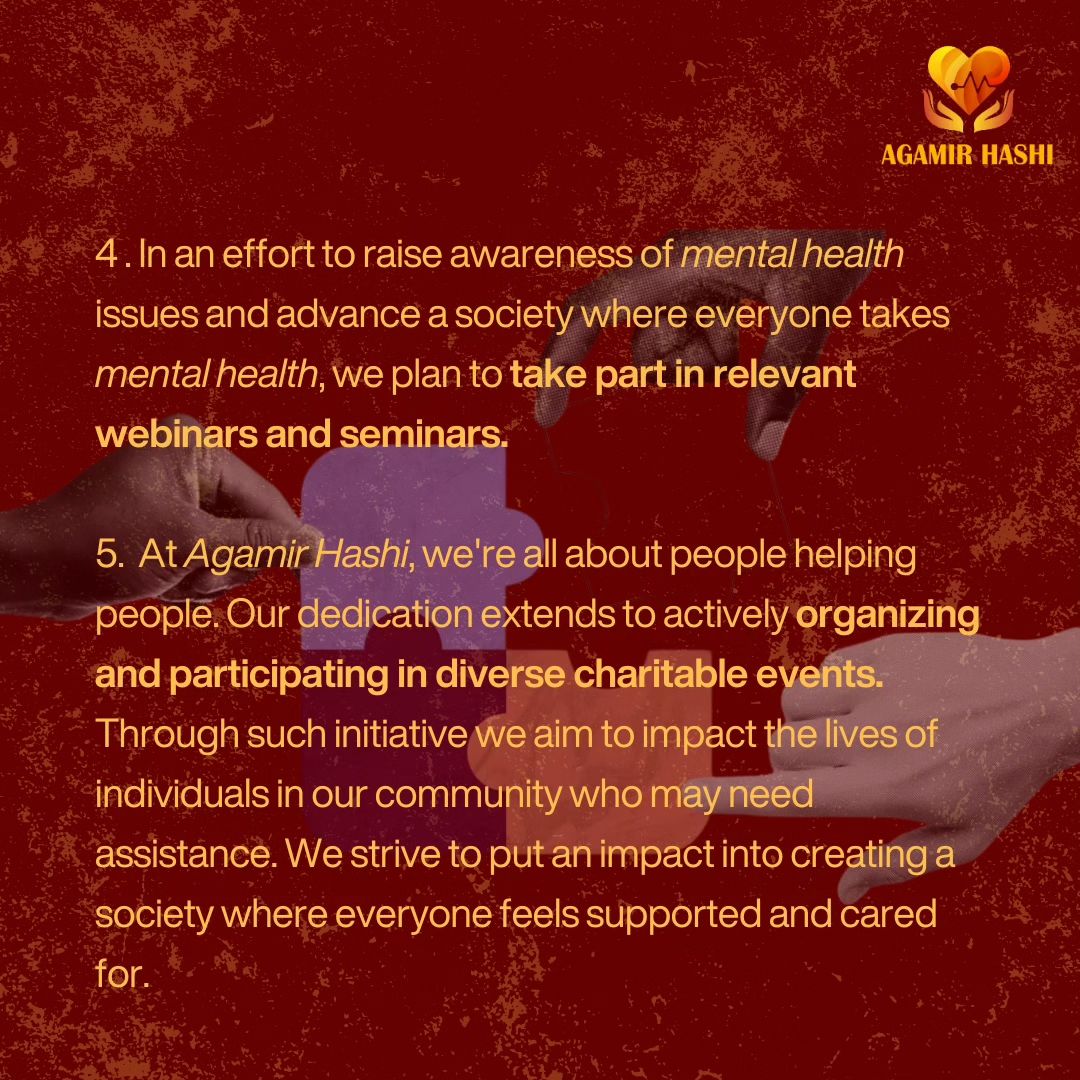 AGAMIR HASHI
4 . In an effort to raise awareness of mental health
issues and advance a society where everyone takes
mental health, we plan to take part in relevant
webinars and seminars.
5.  At Agamir Hashi, we're all about people helping
people. Our dedication extends to actively organizing
and participating in diverse charitable events.
Through such initiative we aim to impact the lives of
individuals in our community who may need
assistance. We strive to put an impact into creating a
society where everyone feels supported and cared
for.